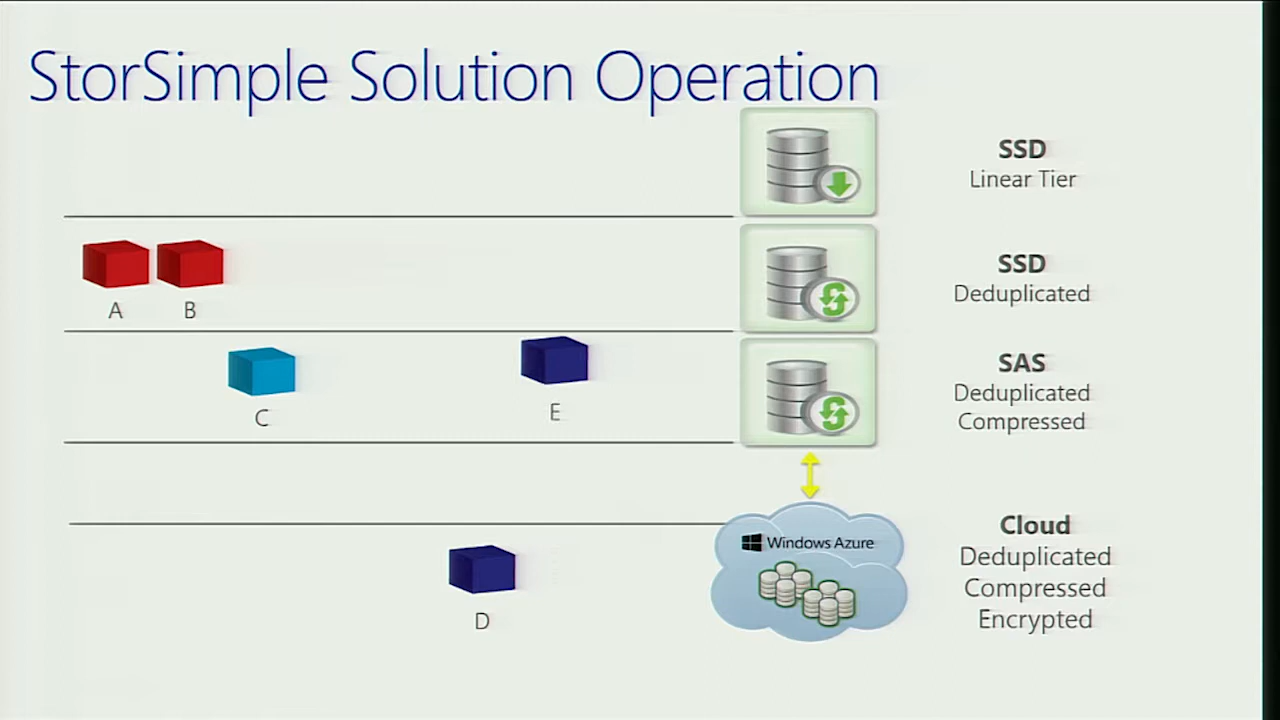 StorSimple Solution Operation
SSD
Linear Tier
A B
SSD
Deduplicated
C E
SAS
Deduplicated
Compressed
Windows Azure
Cloud
Deduplicated
Compressed
Encrypted
D